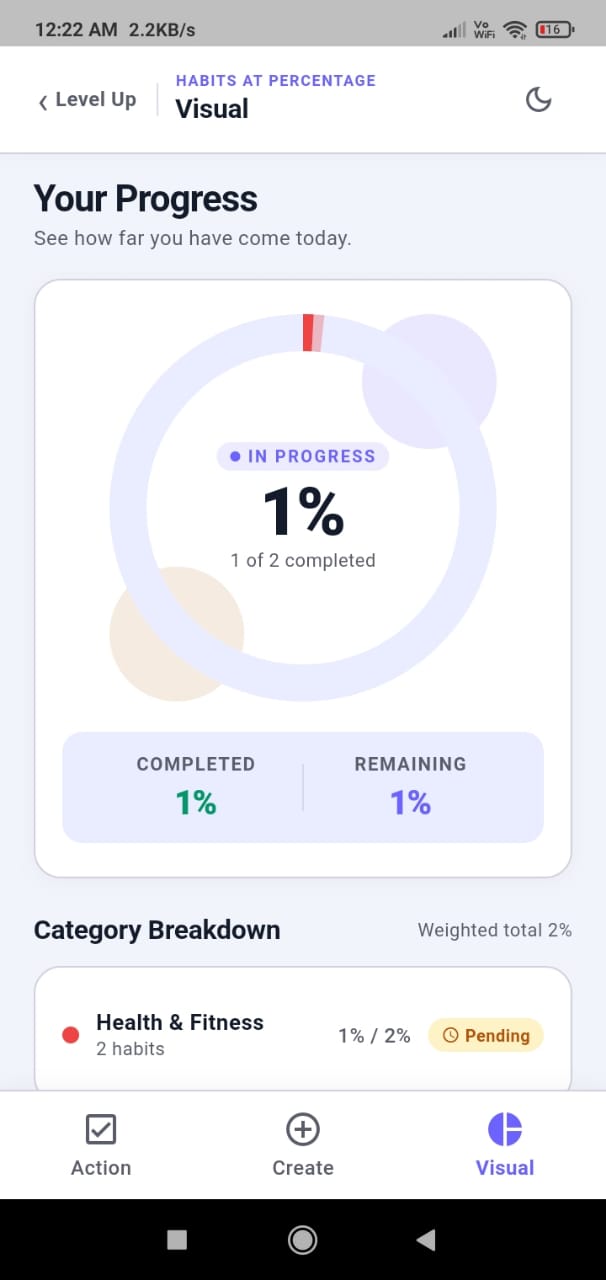 12:22 AM 2.2KB/s
Vo WiFi
16
‹ Level Up
HABITS AT PERCENTAGE
Visual
Your Progress
See how far you have come today.
IN PROGRESS
1%
1 of 2 completed
COMPLETED
1%
REMAINING
1%
Category Breakdown
Weighted total 2%
Health & Fitness
2 habits
1% / 2%
Pending
Action
Create
Visual